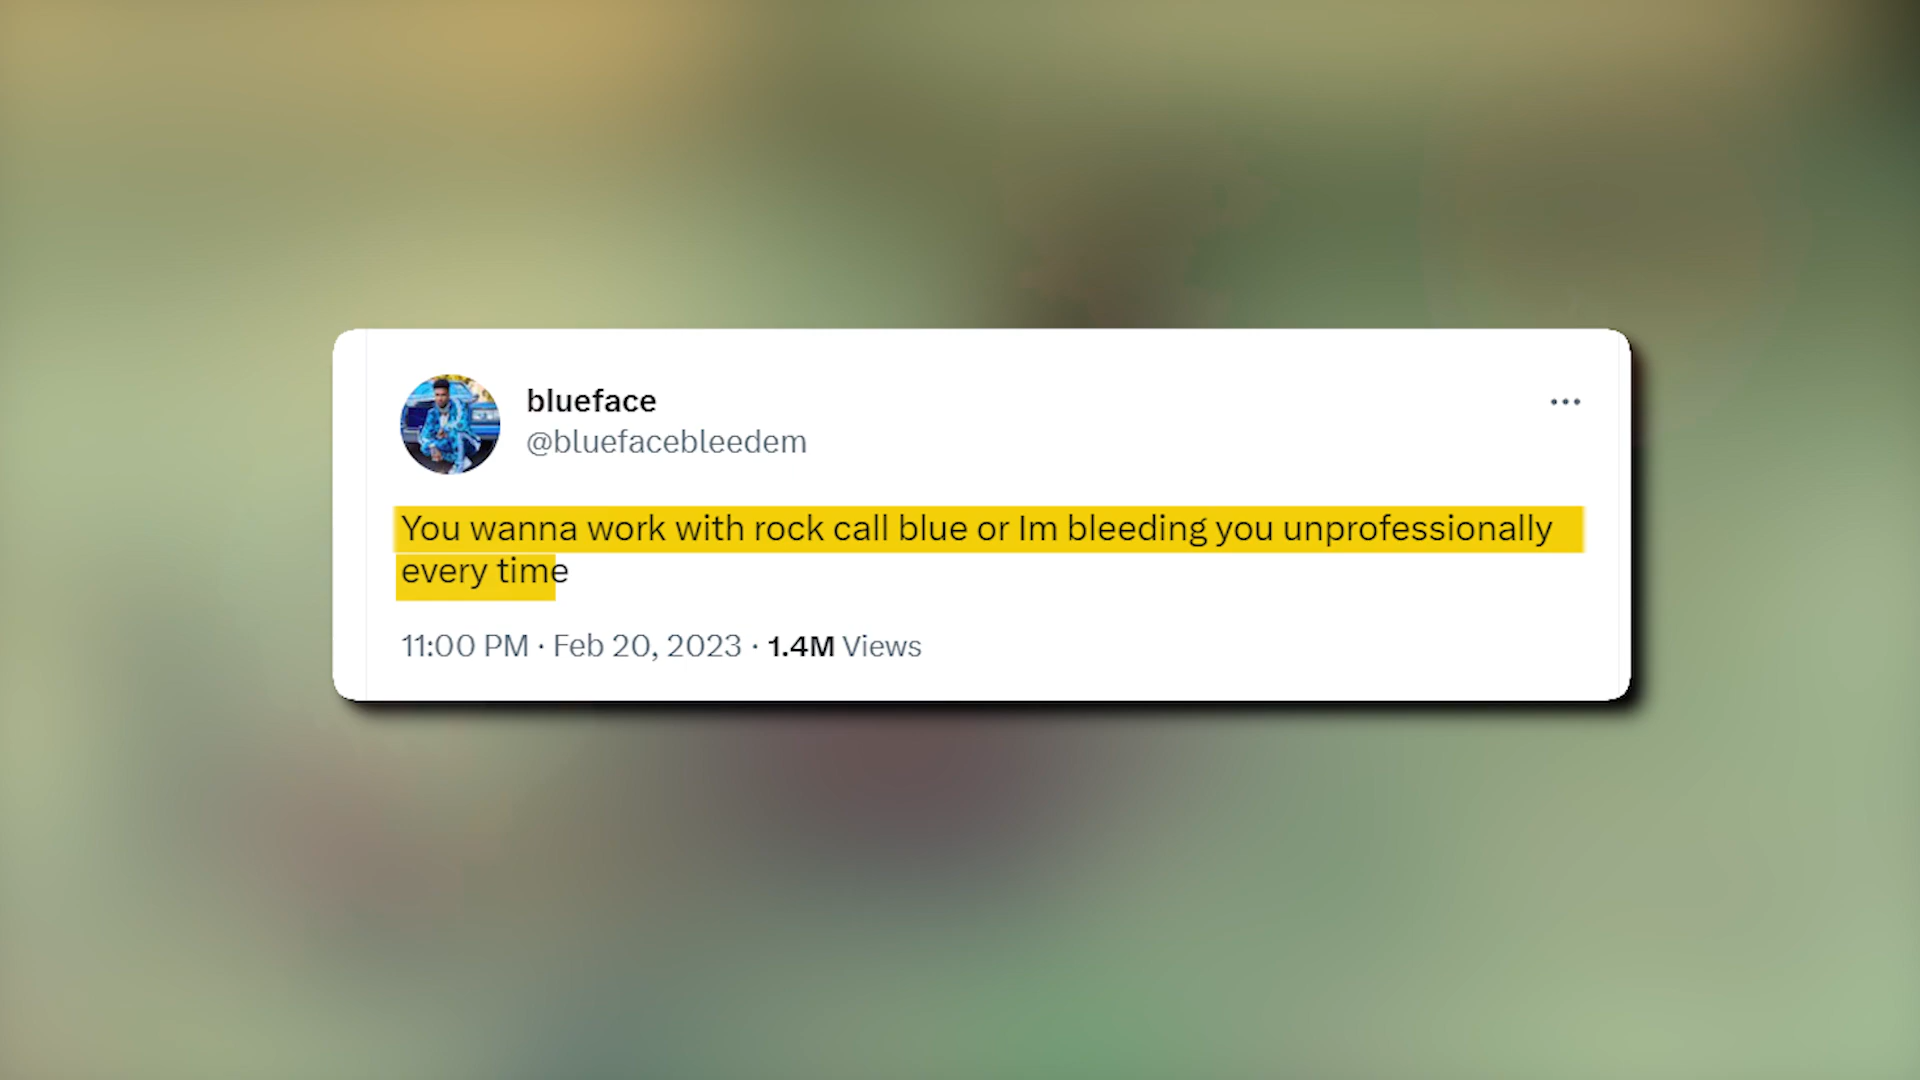 blueface
@bluefacebleedem
You wanna work with rock call blue or Im bleeding you unprofessionally
every time
11:00 PM · Feb 20, 2023 · 1.4M Views